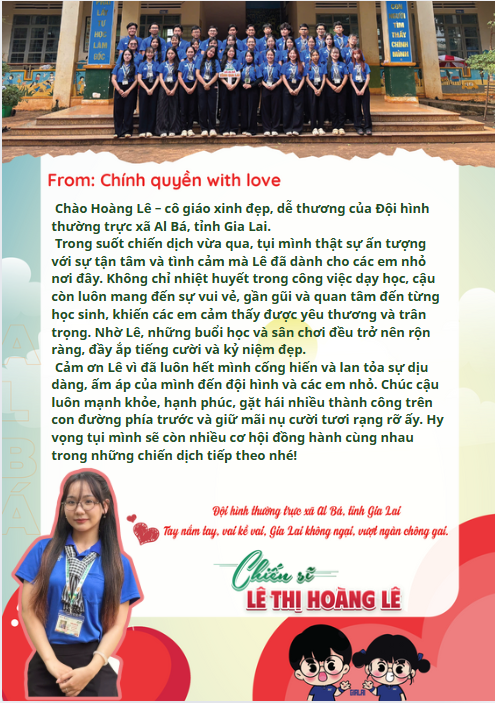 From: Chính quyền with love
Chào Hoàng Lê – cô giáo xinh đẹp, dễ thương của Đội hình
thường trực xã Al Bá, tỉnh Gia Lai.
Trong suốt chiến dịch vừa qua, tụi mình thật sự ấn tượng
với sự tận tâm và tình cảm mà Lê đã dành cho các em nhỏ
nơi đây. Không chỉ nhiệt huyết trong công việc dạy học, cậu
còn luôn mang đến sự vui vẻ, gần gũi và quan tâm đến từng
học sinh, khiến các em cảm thấy được yêu thương và trân
trọng. Nhờ Lê, những buổi học và sân chơi đều trở nên rộn
ràng, đầy ắp tiếng cười và kỷ niệm đẹp.
Cảm ơn Lê vì đã luôn hết mình cống hiến và lan tỏa sự dịu
dàng, ấm áp của mình đến đội hình và các em nhỏ. Chúc cậu
luôn mạnh khỏe, hạnh phúc, gặt hái nhiều thành công trên
con đường phía trước và giữ mãi nụ cười tươi rạng rỡ ấy. Hy
vọng tụi mình sẽ còn nhiều cơ hội đồng hành cùng nhau
trong những chiến dịch tiếp theo nhé!
AL BÁ
Đội hình thường trực xã Al Bá, tỉnh Gia Lai
Tay nắm tay, vai kề vai, Gia Lai không ngại, vượt ngàn chông gai.
Chiến sĩ
LÊ THỊ HOÀNG LÊ
GIALAI